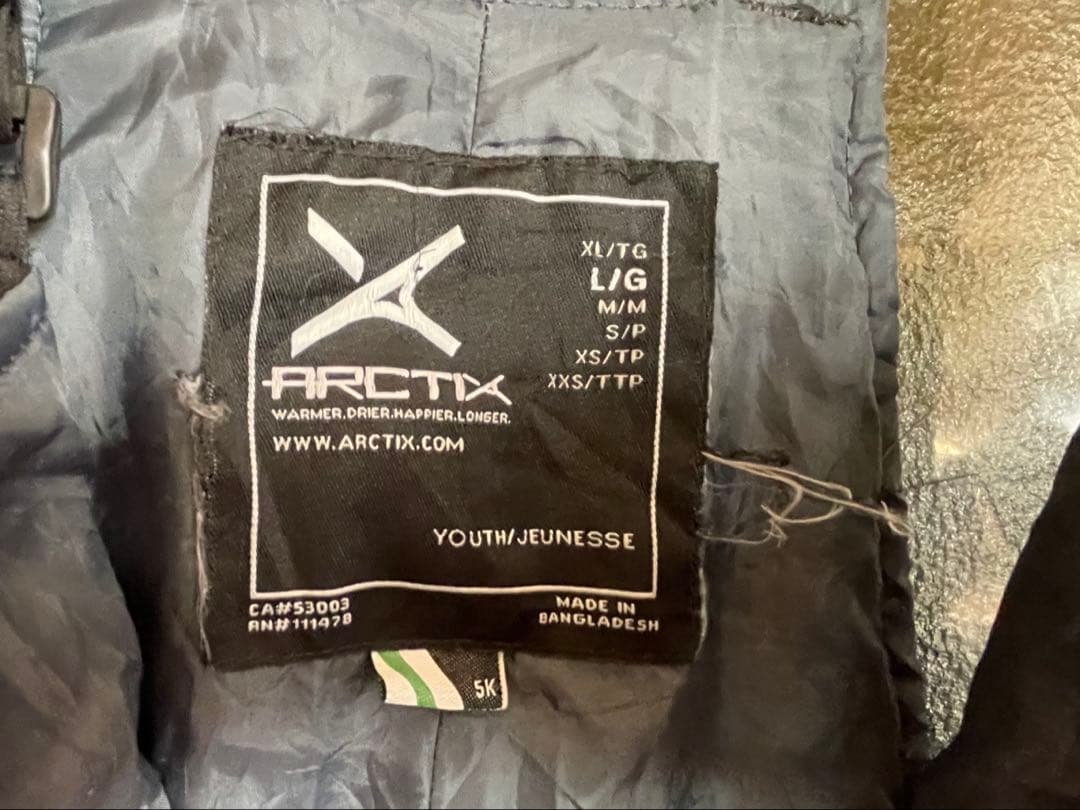 XL/TG
L/G
M/M
S/P
XS/TP
XXS/TTP
ARCTIX
WARMER.DRIER.HAPPIER.LONGER.
WWW.ARCTIX.COM
YOUTH/JEUNESSE
CA#53003
RN#111478
MADE IN
BANGLADESH
5K